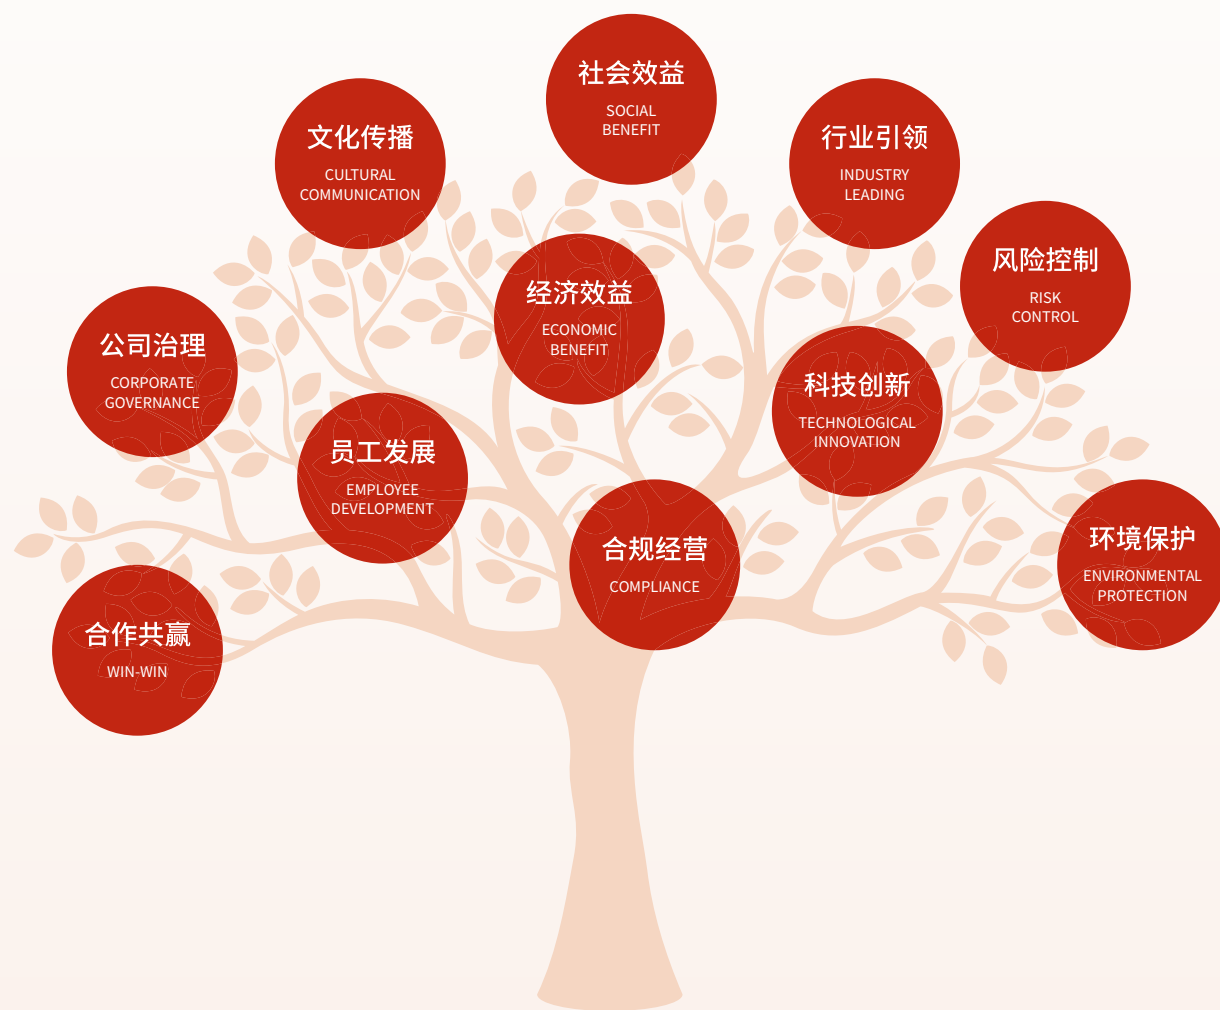 社会效益
SOCIAL
BENEFIT
文化传播
CULTURAL
COMMUNICATION
行业引领
INDUSTRY
LEADING
风险控制
RISK
CONTROL
经济效益
ECONOMIC
BENEFIT
公司治理
CORPORATE
GOVERNANCE
科技创新
TECHNOLOGICAL
INNOVATION
员工发展
EMPLOYEE
DEVELOPMENT
合规经营
COMPLIANCE
环境保护
ENVIRONMENTAL
PROTECTION
合作共赢
WIN-WIN